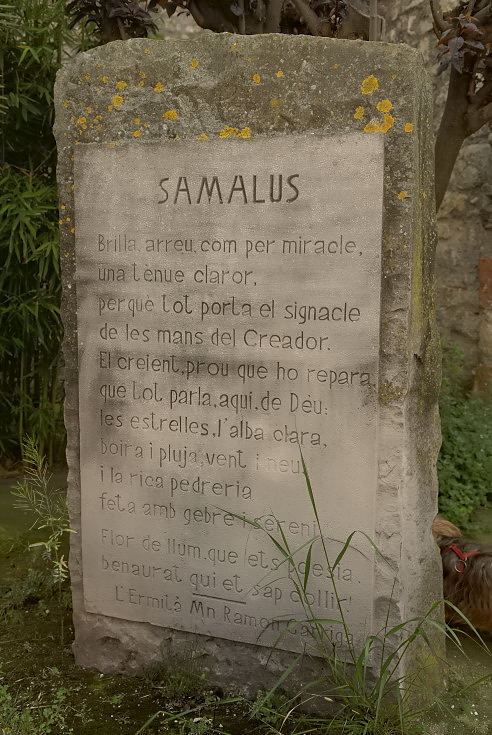 SAMALUS
Brilla, arreu, com per miracle,
una tènue claror,
perquè tot porta el signacle
de les mans del Creador.
El creient, prou que ho repara,
que tot parla, aquí, de Déu:
les estrelles, l'alba clara,
boira i pluja, vent i neu
i la rica pedreria
feta amb gebre i serení.
Flor de llum, que ets poesia.
benaurat qui et sap collir!
L'Ermità Mn Ramon Garriga